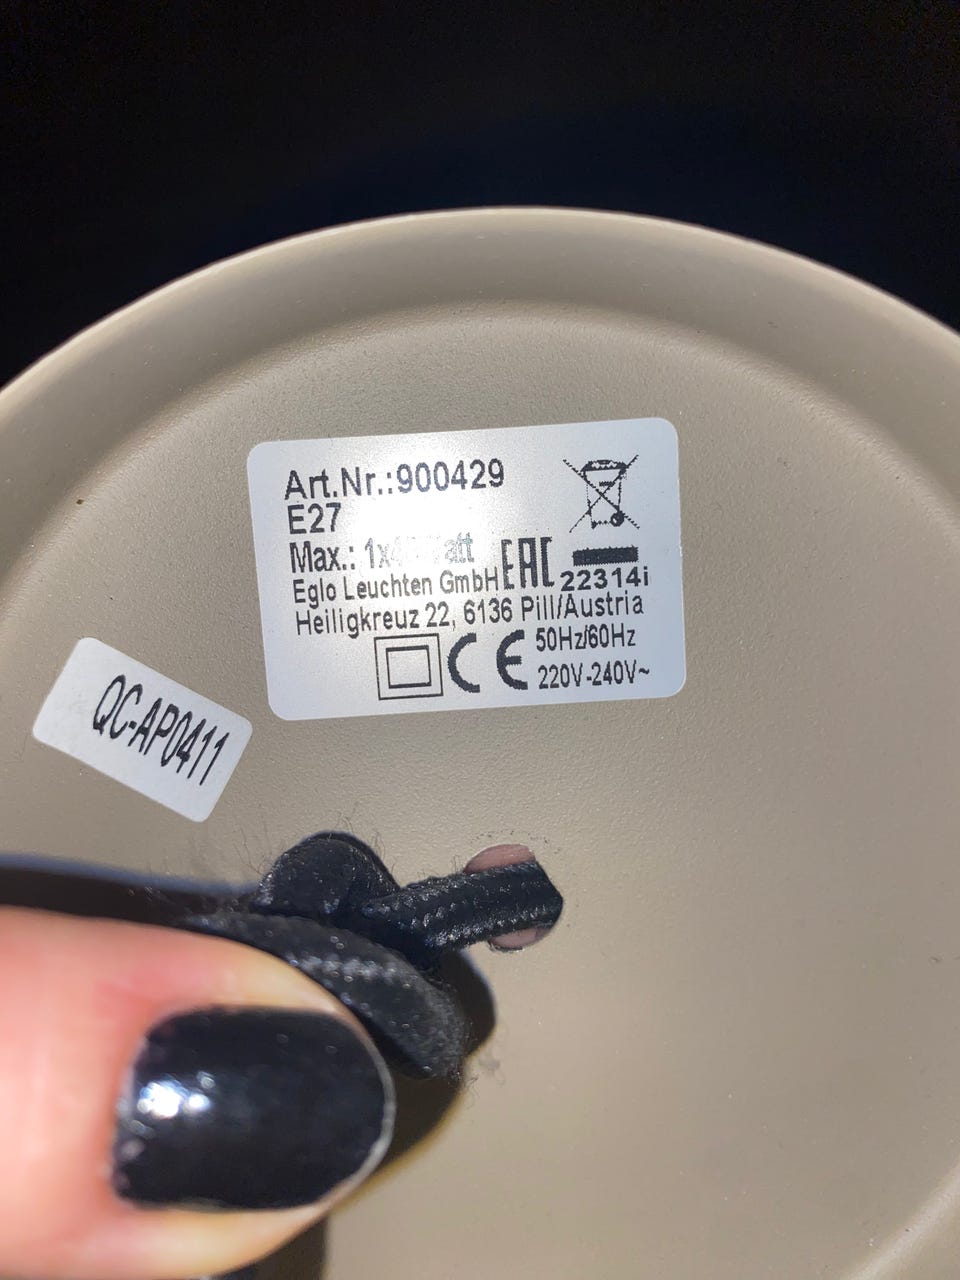 Art.Nr.:900429
E27
Max.: 
Eglo Leuchten GmbH EAC 22314i
Heiligkreuz 22, 6136 Pill/Austria
CE 50Hz/60Hz
220V-240V~
QC-AP0411